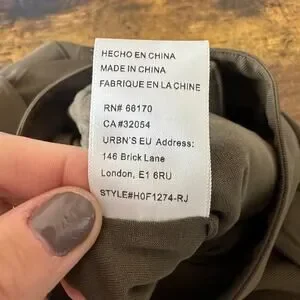 HECHO EN CHINA
MADE IN CHINA
FABRIQUE EN LA CHINE
RN# 66170
CA #32054
URBN'S EU Address:
146 Brick Lane
London, E1 6RU
STYLE#H0F1274-RJ